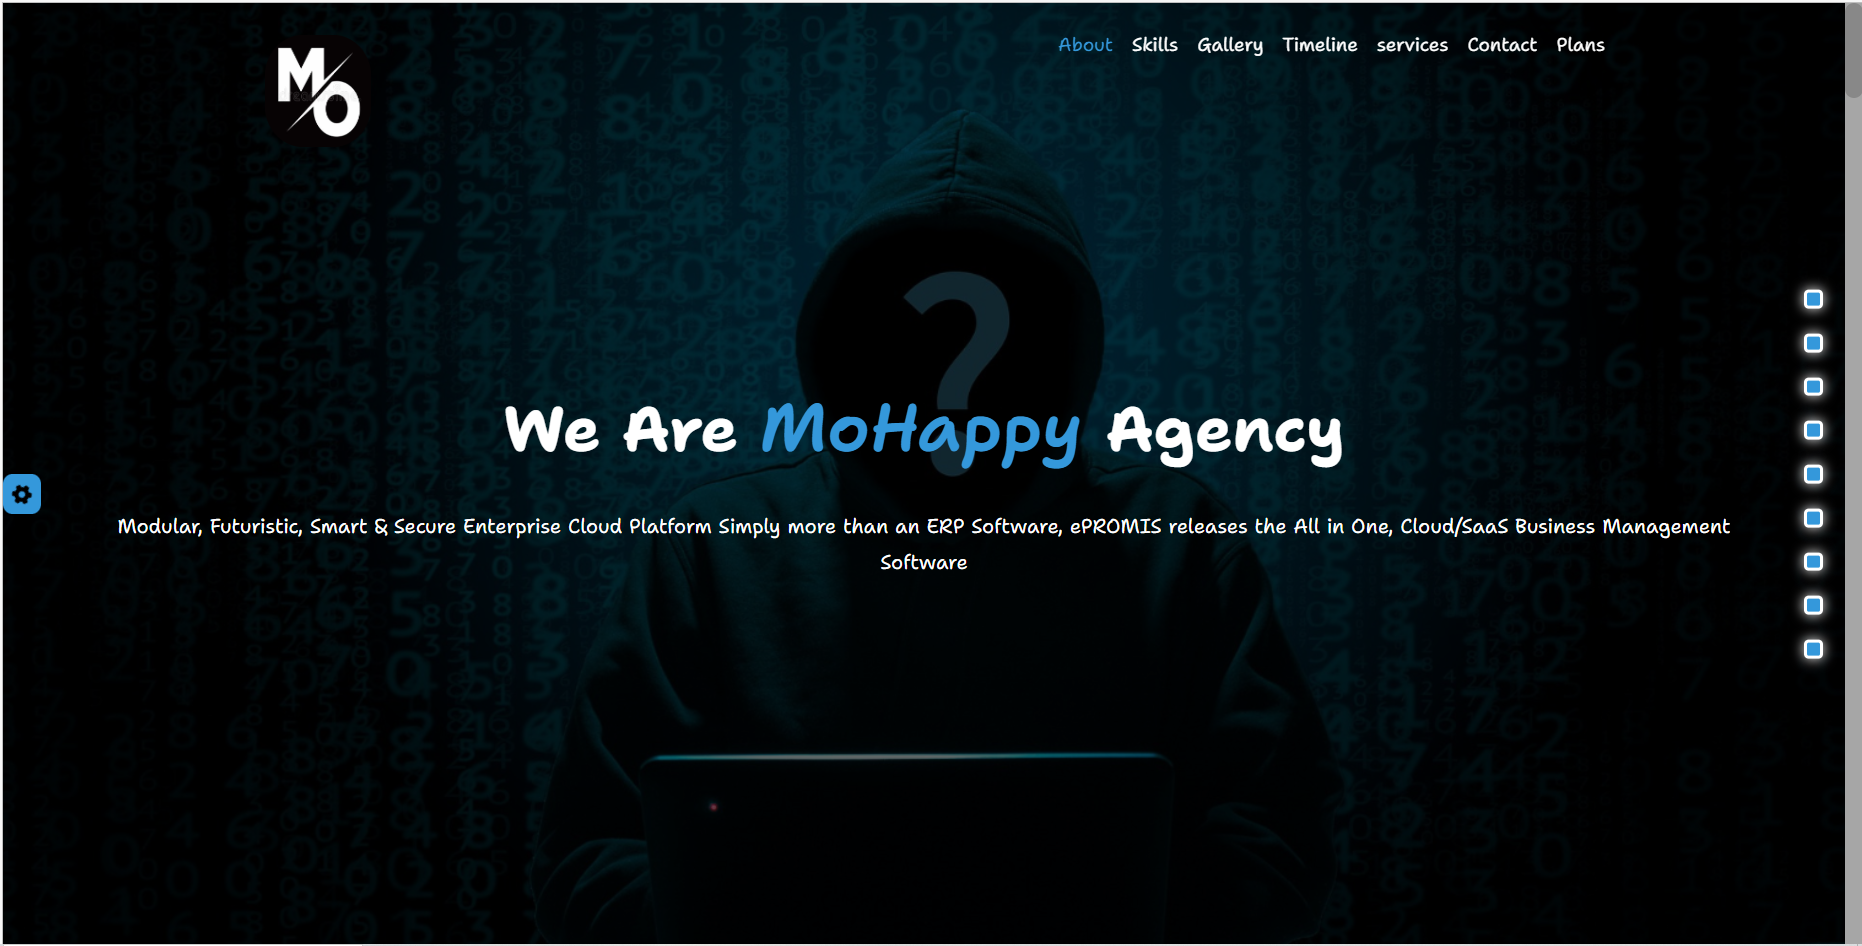 MO
About Skills Gallery Timeline services Contact Plans
?
We Are MoHappy Agency
Modular, Futuristic, Smart & Secure Enterprise Cloud Platform Simply more than an ERP Software, ePROMIS releases the All in One, Cloud/SaaS Business Management
Software